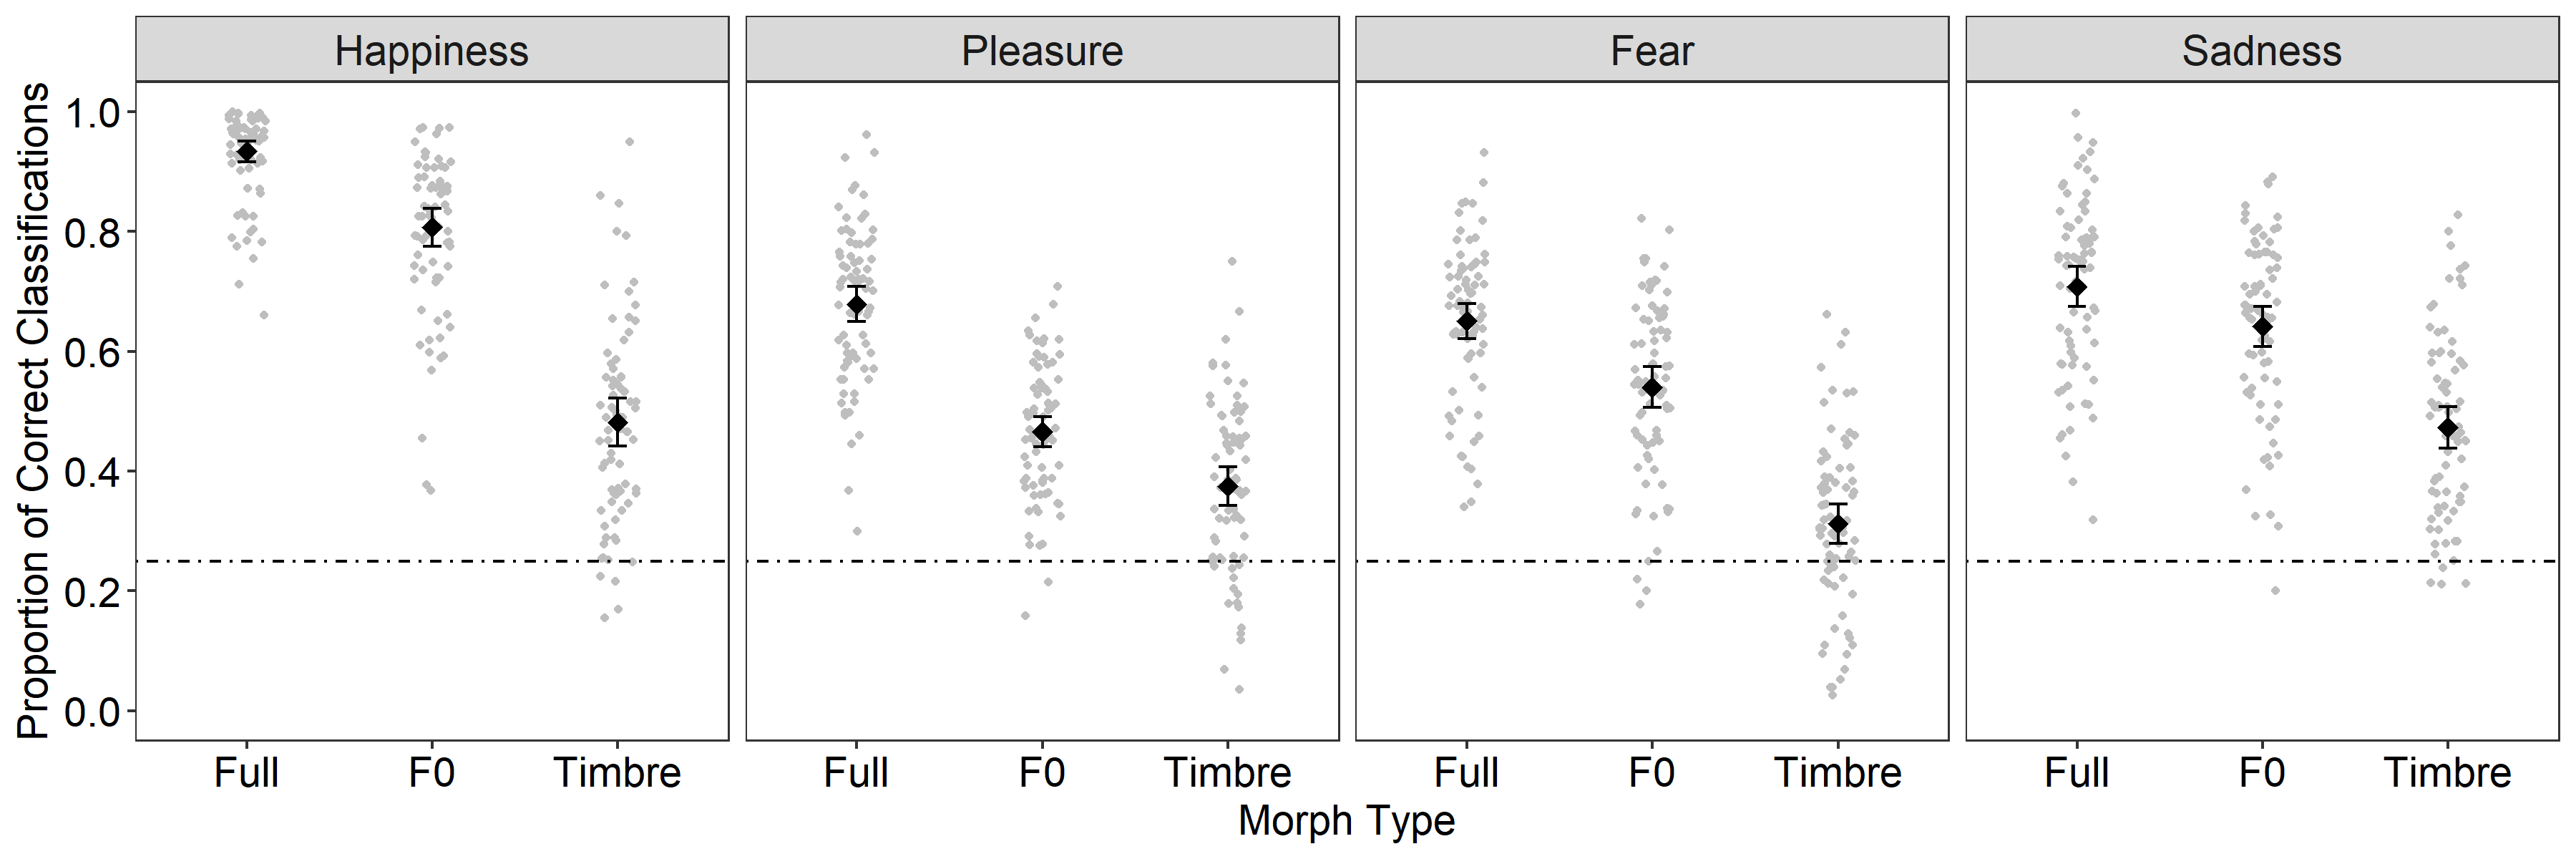 Happiness
Pleasure
Fear
Sadness
Proportion of Correct Classifications
1.0
0.8
0.6
0.4
0.2
0.0
Full F0 Timbre
Full F0 Timbre
Full F0 Timbre
Full F0 Timbre
Morph Type